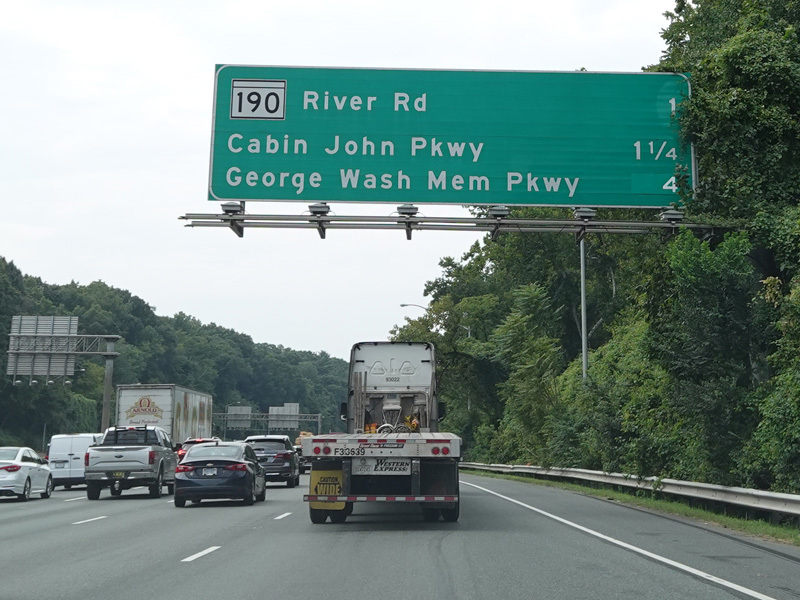 190 River Rd 1
Cabin John Pkwy 1 1/4
George Wash Mem Pkwy 4
ARNOLD
F33639
WESTERN EXPRESS
CAUTION
WIDE